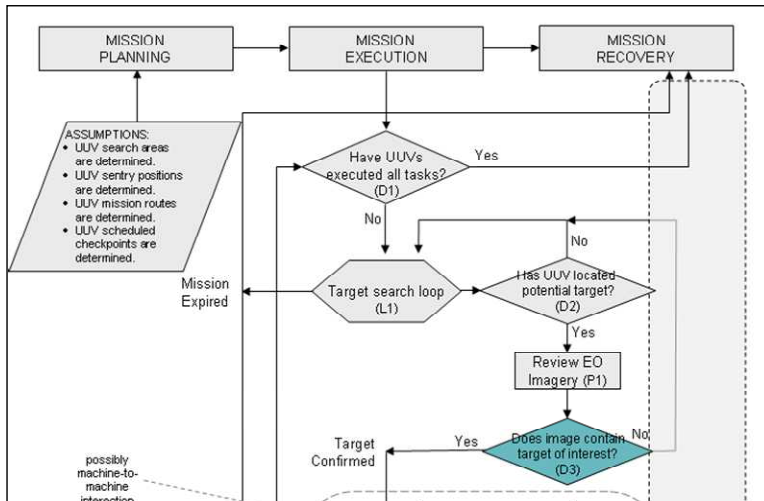 MISSION
PLANNING
MISSION
EXECUTION
MISSION
RECOVERY
ASSUMPTIONS:
• UUV search areas
are determined.
• UUV sentry positions
are determined.
• UUV mission routes
are determined.
• UUV scheduled
checkpoints are
determined.
Have UUVs
executed all tasks?
(D1)
Yes
No
No
Mission
Expired
Target search loop
(L1)
Has UUV located
potential target?
(D2)
Yes
Review EO
Imagery (P1)
Target
Confirmed
Yes
Does image contain
target of interest?
(D3)
No
possibly
machine-to-
machine
interaction